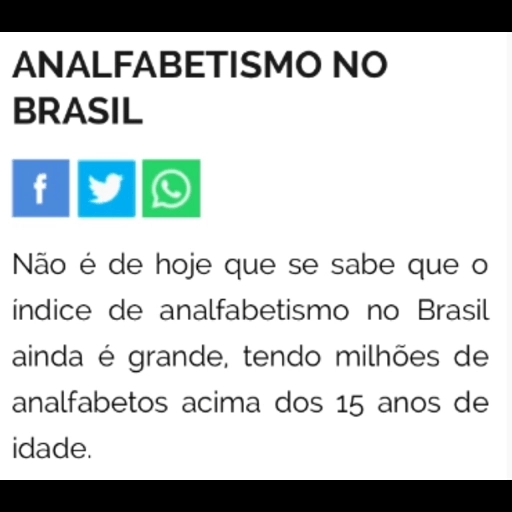 ANALFABETISMO NO
BRASIL
Não é de hoje que se sabe que o
índice de analfabetismo no Brasil
ainda é grande, tendo milhões de
analfabetos acima dos 15 anos de
idade.